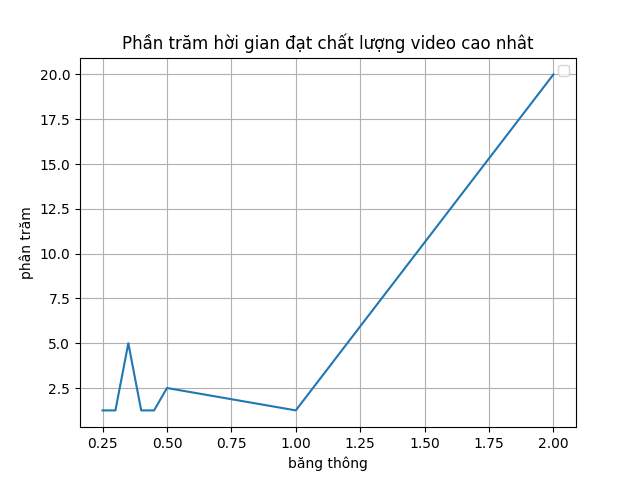 Phần trăm hời gian đạt chất lượng video cao nhât
20.0
17.5
15.0
12.5
10.0
7.5
5.0
2.5
phần trăm
0.25 0.50 0.75 1.00 1.25 1.50 1.75 2.00
băng thông